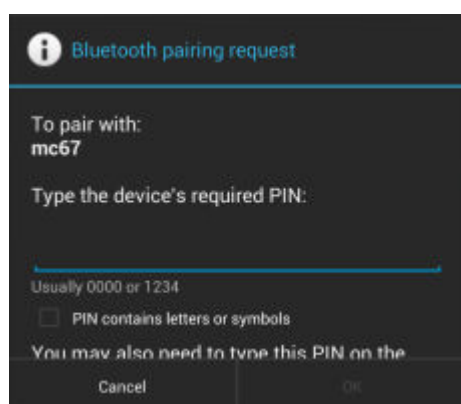 Bluetooth pairing request
To pair with:
mc67
Type the device's required PIN:
Usually 0000 or 1234
PIN contains letters or symbols
You may also need to type this PIN on the
Cancel
OK